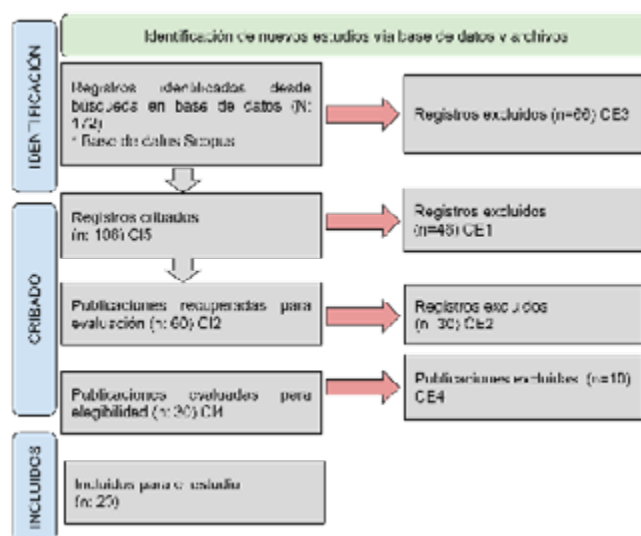 Identificación de nuevos estudios via base de datos y archivos
IDENTIFICACIÓN
Registros identificados desde
busqueda en base de datos (N:
172)
* Base de datos Scopus
Registros excluidos (n=66) CE3
CRIBADO
Registros cribados
(n: 106) CI5
Registros excluidos
(n=46) CE1
Publicaciones recuperadas para
evaluación (n: 60) CI2
Registros excluidos
(n: 30) CE2
Publicaciones evaluadas para
elegibilidad (n: 30) CI4
Publicaciones excluidas (n=10)
CE4
INCLUIDOS
Incluidos para el estudio
(n: 20)